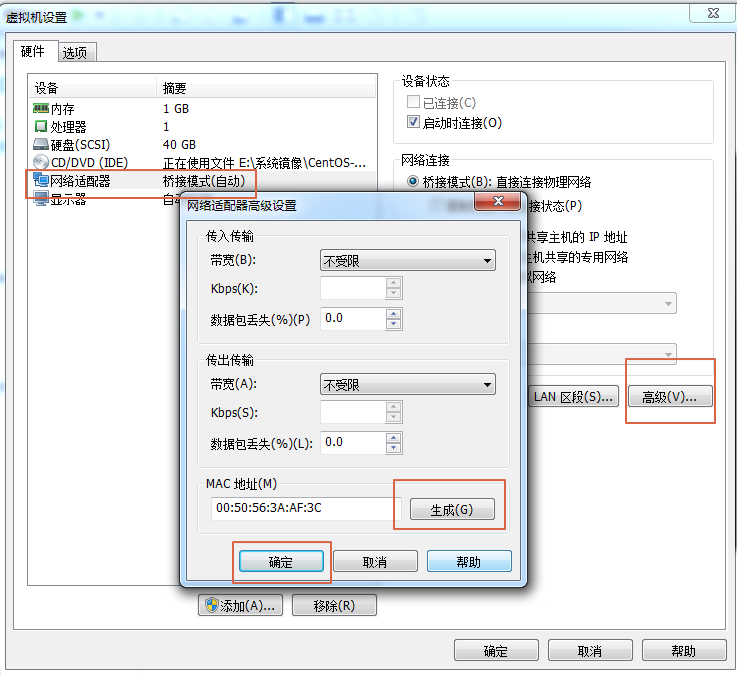 虚拟机设置
硬件
选项
设备
摘要
内存
1 GB
处理器
1
硬盘(SCSI)
40 GB
CD/DVD (IDE)
正在使用文件 E:\系统镜像\CentOS-...
网络适配器
桥接模式(自动)
显示器
设备状态
已连接(C)
启动时连接(O)
网络连接
桥接模式(B): 直接连接物理网络
接状态(P)
共享主机的 IP 地址
主机共享的专用网络
网络
LAN 区段(S)...
高级(V)...
网络适配器高级设置
传入传输
带宽(B):
不受限
Kbps(K):
数据包丢失(%)(P)
0.0
传出传输
带宽(A):
不受限
Kbps(S):
数据包丢失(%)(L):
0.0
MAC 地址(M)
00:50:56:3A:AF:3C
生成(G)
确定
取消
帮助
添加(A)...
移除(R)
确定
取消
帮助